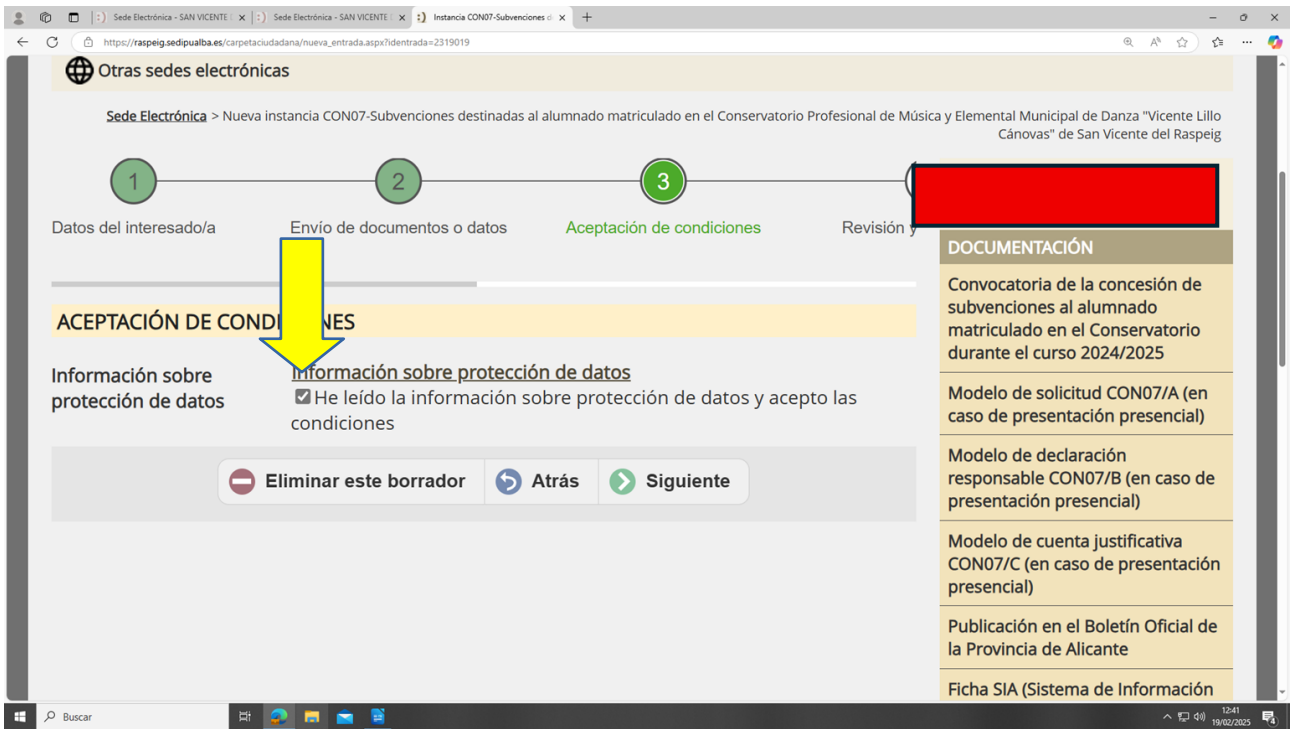 Sede Electrónica - SAN VICENTE
Sede Electrónica - SAN VICENTE
Instancia CON07-Subvenciones d
https://raspeig.sedipualba.es/carpetaciudadana/nueva_entrada.aspx?identrada=2319019
Otras sedes electrónicas
Sede Electrónica > Nueva instancia CON07-Subvenciones destinadas al alumnado matriculado en el Conservatorio Profesional de Música y Elemental Municipal de Danza "Vicente Lillo
Cánovas" de San Vicente del Raspeig
1
2
3
Datos del interesado/a
Envío de documentos o datos
Aceptación de condiciones
Revisión y
ACEPTACIÓN DE COND NES
Información sobre
protección de datos
Información sobre protección de datos
He leído la información sobre protección de datos y acepto las
condiciones
Eliminar este borrador
Atrás
Siguiente
DOCUMENTACIÓN
Convocatoria de la concesión de
subvenciones al alumnado
matriculado en el Conservatorio
durante el curso 2024/2025
Modelo de solicitud CON07/A (en
caso de presentación presencial)
Modelo de declaración
responsable CON07/B (en caso de
presentación presencial)
Modelo de cuenta justificativa
CON07/C (en caso de presentación
presencial)
Publicación en el Boletín Oficial de
la Provincia de Alicante
Ficha SIA (Sistema de Información
Buscar
12:41
19/02/2025